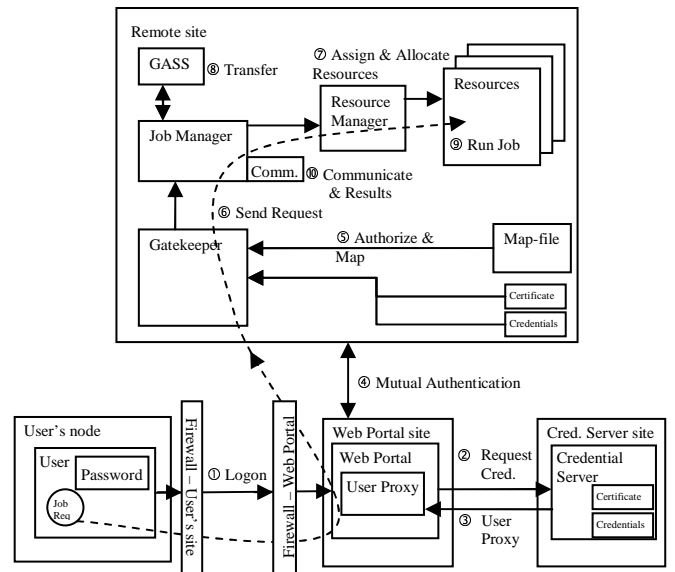 Remote site
GASS
⑧ Transfer
⑦ Assign & Allocate
Resources
Resource
Manager
Resources
⑨ Run Job
Job Manager
Comm.
⑩ Communicate
& Results
⑥ Send Request
Gatekeeper
⑤ Authorize &
Map
Map-file
Certificate
Credentials
④ Mutual Authentication
User's node
User
Password
Job
Req
Firewall – User's site
① Logon
Firewall – Web Portal
Web Portal site
Web Portal
User Proxy
② Request
Cred.
③ User
Proxy
Cred. Server site
Credential
Server
Certificate
Credentials